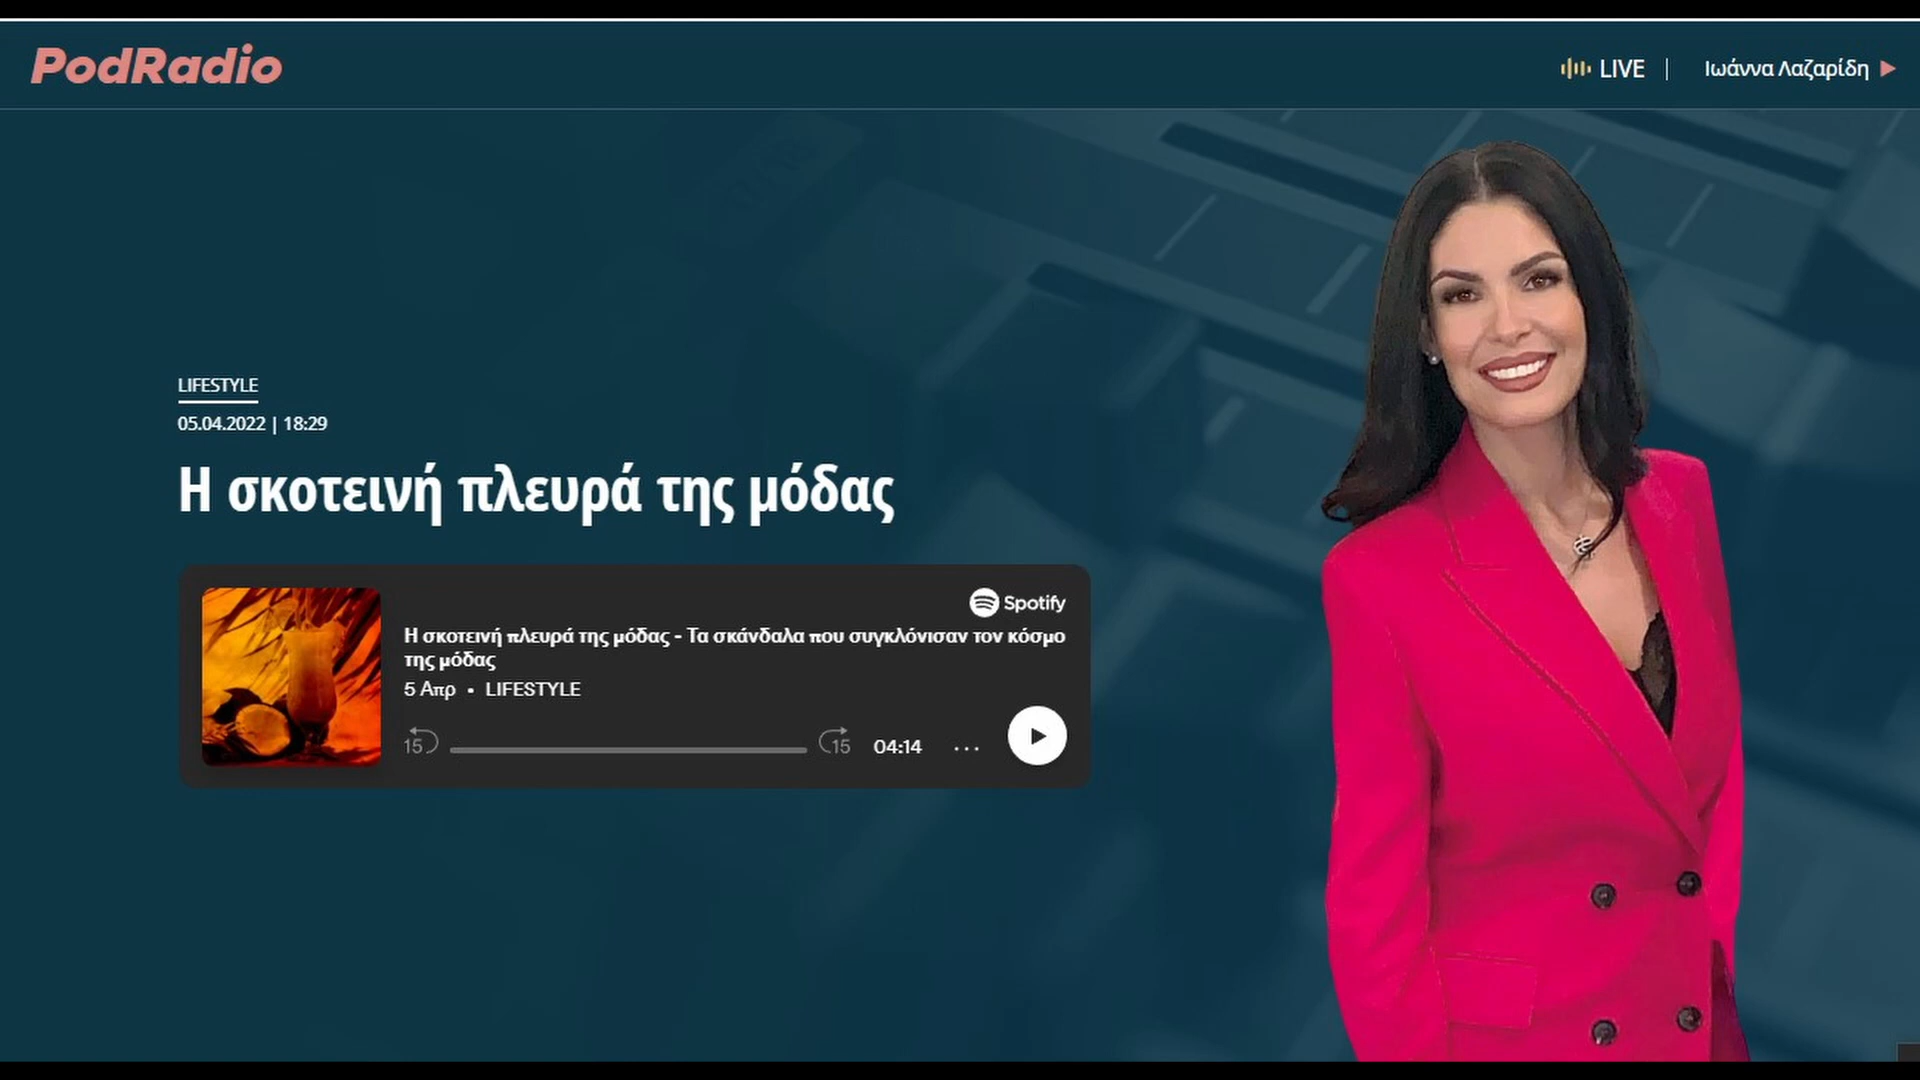 PodRadio
LIVE | Ιωάννα Λαζαρίδη
LIFESTYLE
05.04.2022 | 18:29
Η σκοτεινή πλευρά της μόδας
Spotify
Η σκοτεινή πλευρά της μόδας - Τα σκάνδαλα που συγκλόνισαν τον κόσμο
της μόδας
5 Απρ • LIFESTYLE
15 15 04:14 ...